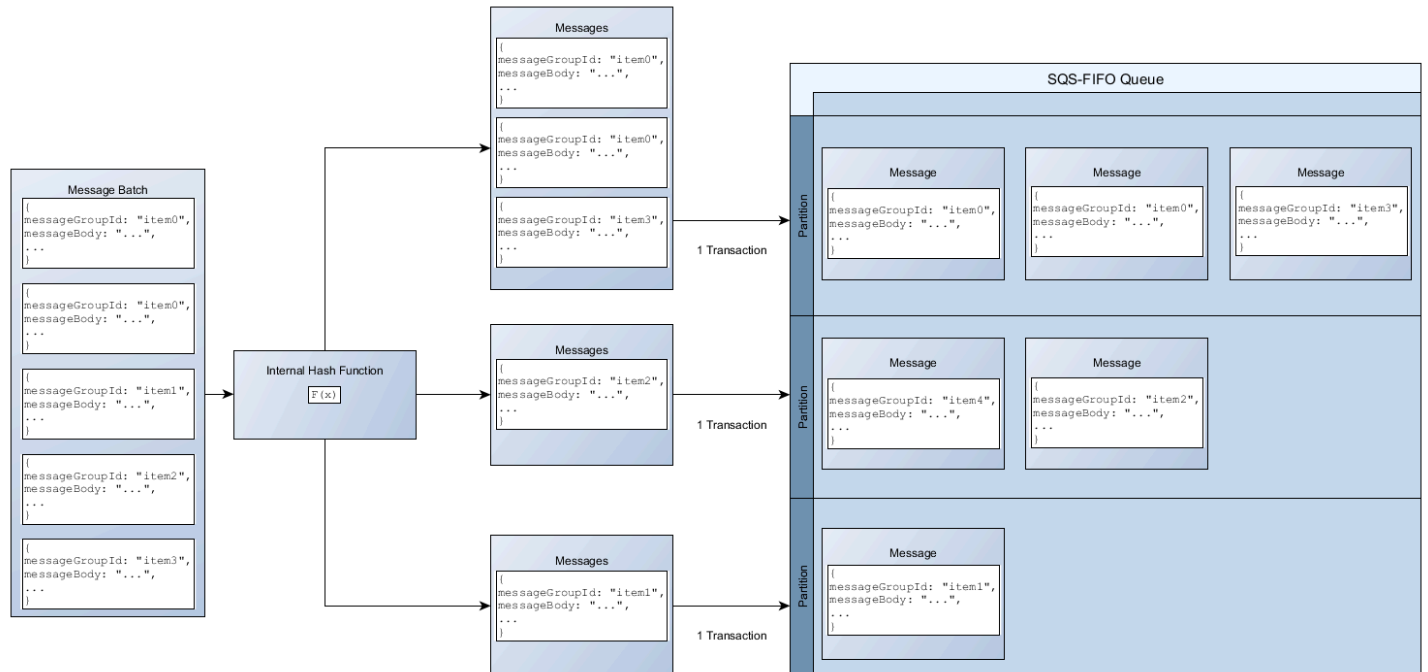 Message Batch
{
messageGroupId: "item0",
messageBody: "...",
...
}
{
messageGroupId: "item0",
messageBody: "...",
...
}
{
messageGroupId: "item1",
messageBody: "...",
...
}
{
messageGroupId: "item2",
messageBody: "...",
...
}
{
messageGroupId: "item3",
messageBody: "...",
...
}
Internal Hash Function
F(x)
Messages
{
messageGroupId: "item0",
messageBody: "...",
...
}
{
messageGroupId: "item0",
messageBody: "...",
...
}
{
messageGroupId: "item3",
messageBody: "...",
...
}
1 Transaction
Messages
{
messageGroupId: "item2",
messageBody: "...",
...
}
1 Transaction
Messages
{
messageGroupId: "item1",
messageBody: "...",
...
}
1 Transaction
SQS-FIFO Queue
Partition
Message
{
messageGroupId: "item0",
messageBody: "...",
...
}
Message
{
messageGroupId: "item0",
messageBody: "...",
...
}
Message
{
messageGroupId: "item3",
messageBody: "...",
...
}
Partition
Message
{
messageGroupId: "item4",
messageBody: "...",
...
}
Message
{
messageGroupId: "item2",
messageBody: "...",
...
}
Partition
Message
{
messageGroupId: "item1",
messageBody: "...",
...
}